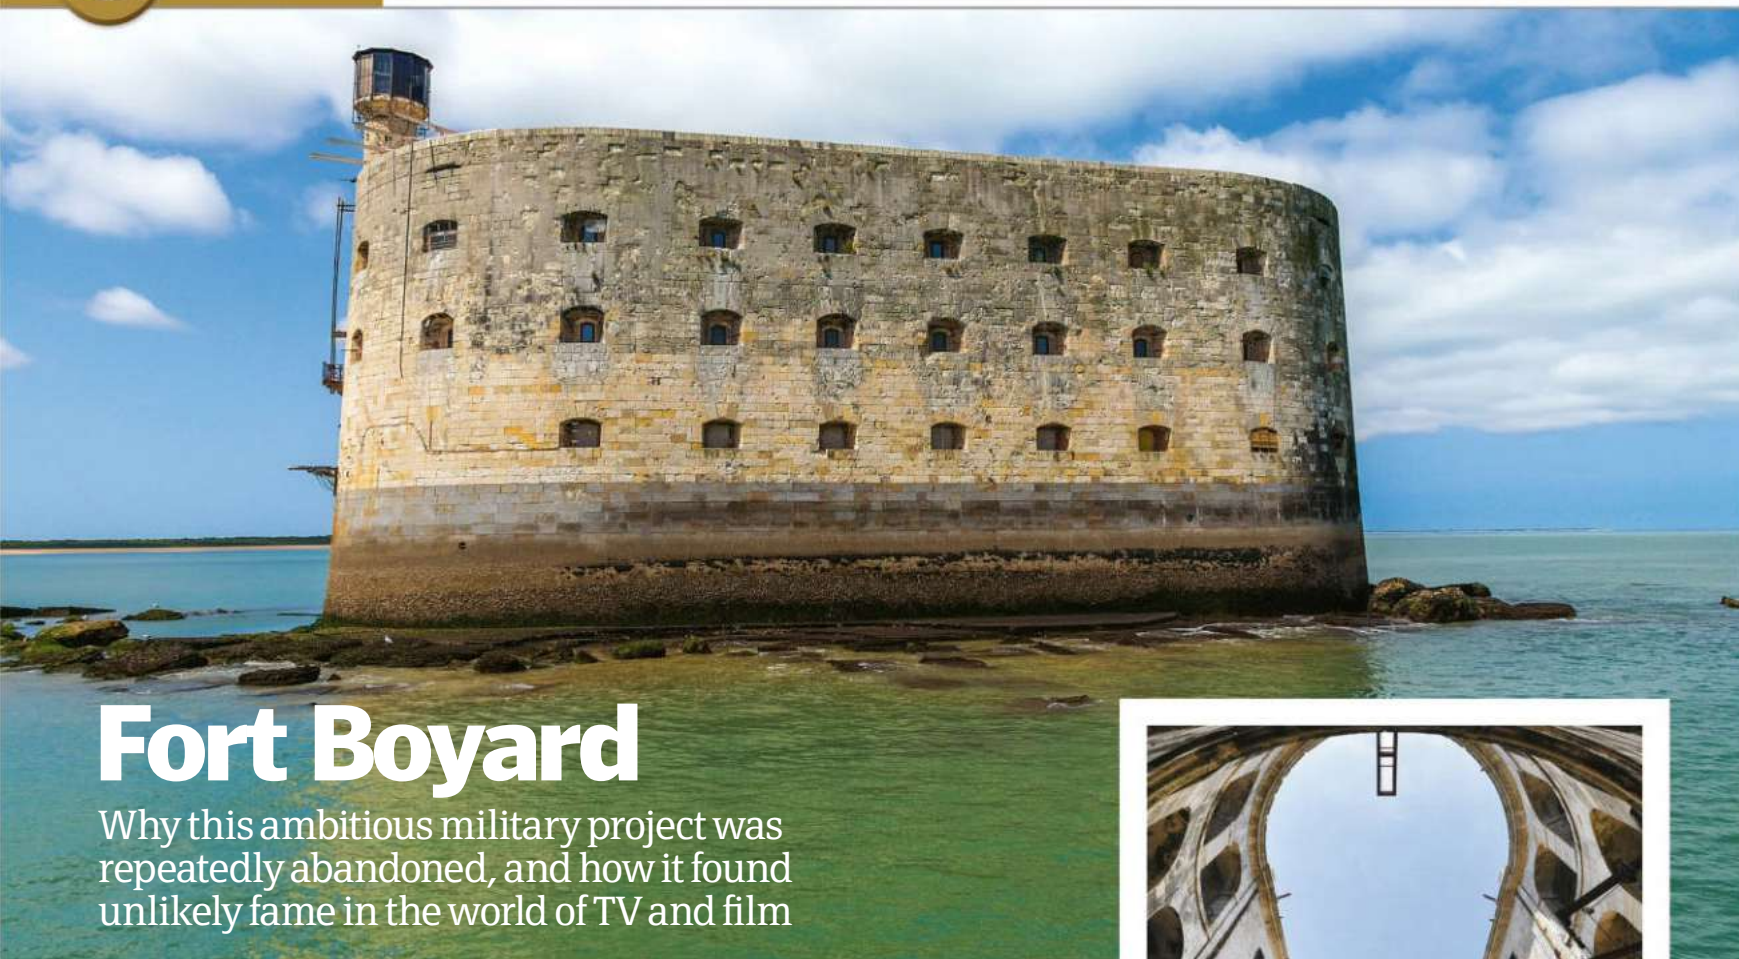 Fort Boyard
Why this ambitious military project was
repeatedly abandoned, and how it found
unlikely fame in the world of TV and film